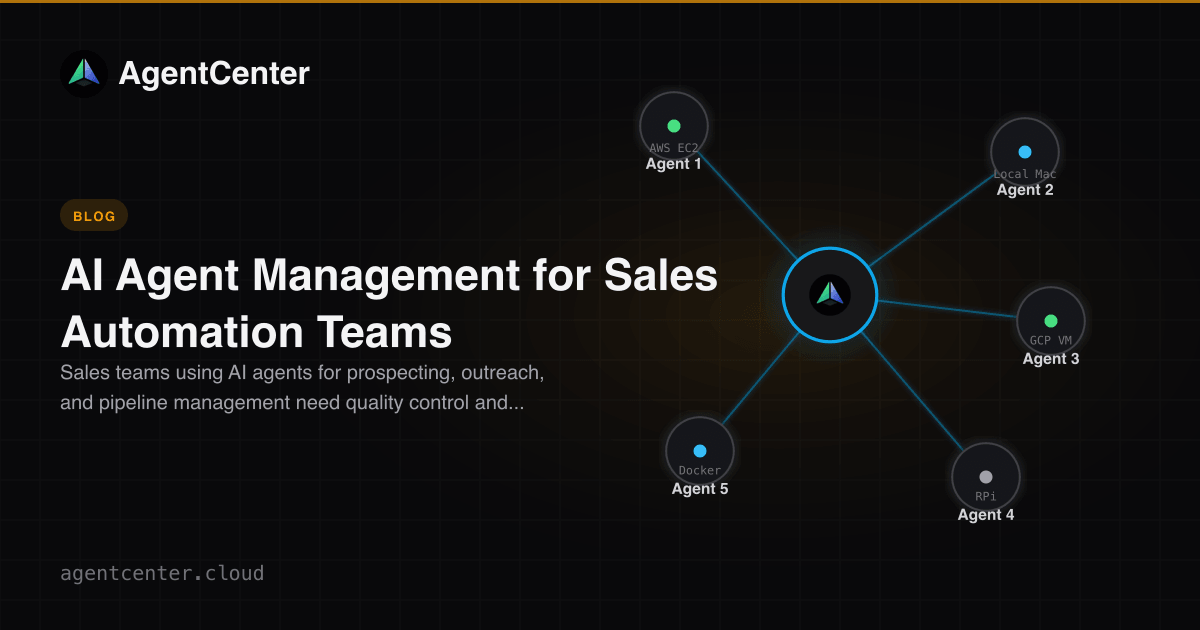 AgentCenter
BLOG
AI Agent Management for Sales
Automation Teams
Sales teams using AI agents for prospecting, outreach,
and pipeline management need quality control and...
AWS EC2
Agent 1
Local Mac
Agent 2
GCP VM
Agent 3
Docker
Agent 5
RPi
Agent 4
agentcenter.cloud